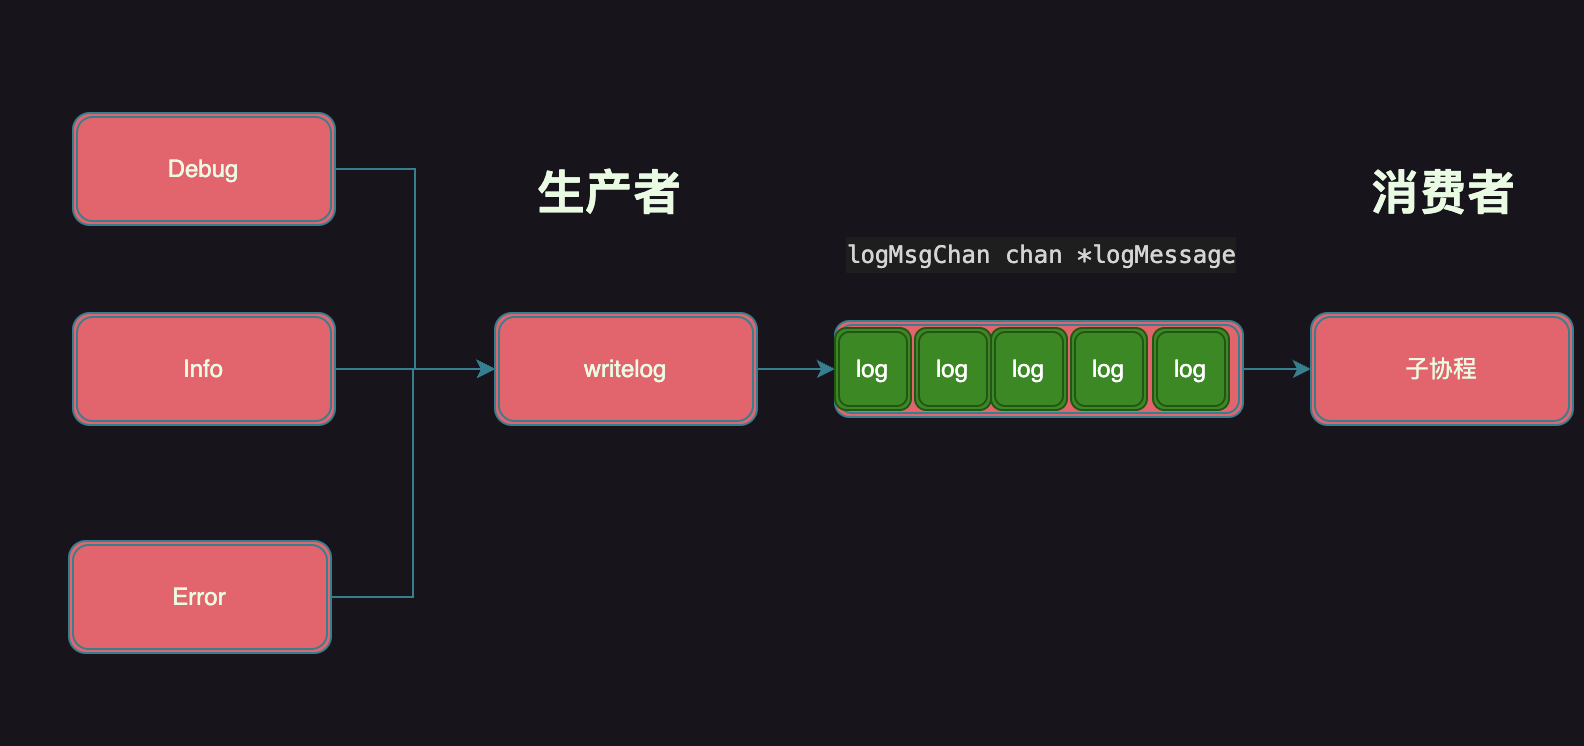 Debug
生产者
消费者
logMsgChan chan *logMessage
Info
writelog
log
log
log
log
log
子协程
Error